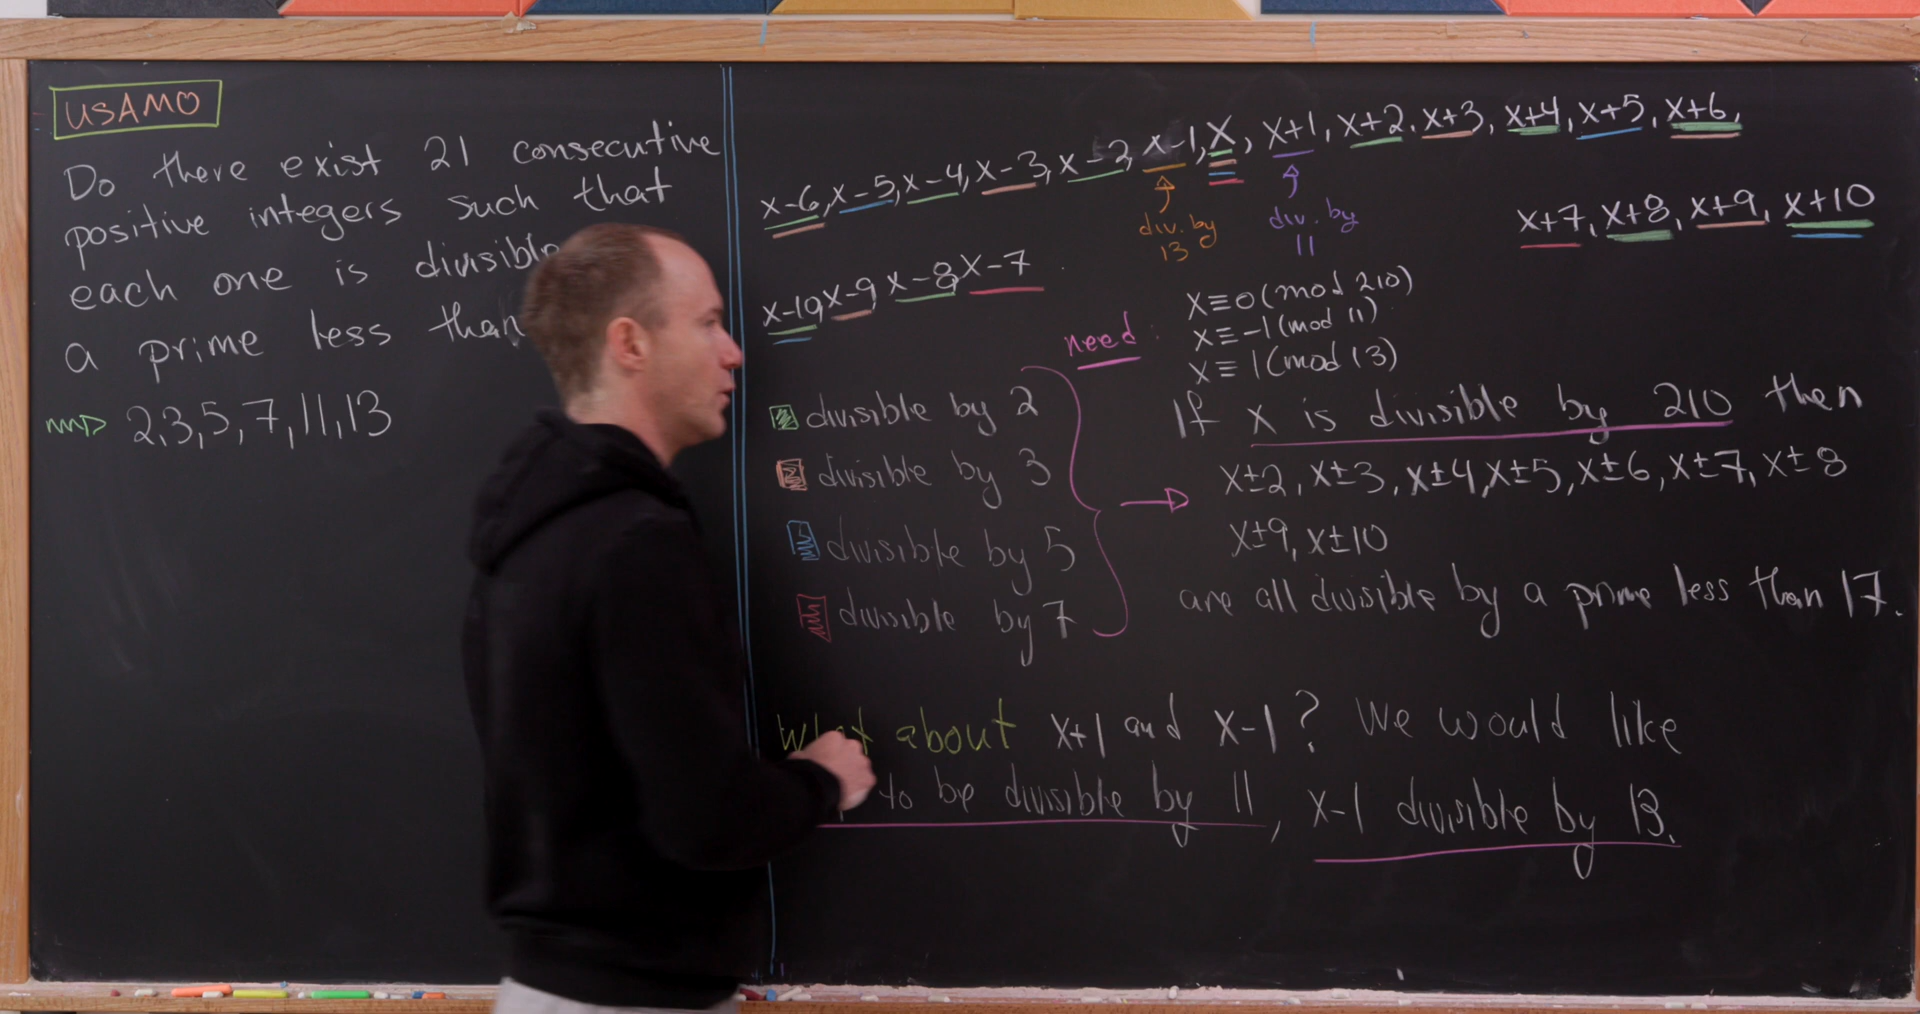 USAMO
Do there exist 21 consecutive
positive integers such that
each one is divisible
a prime less than
2,3,5,7,11,13
x-6, x-5, x-4, x-3, x-2, x-1, x, x+1, x+2, x+3, x+4, x+5, x+6,
div. by
13
div. by
11
x+7, x+8, x+9, x+10
x-10, x-9 x-8 x-7
need:
x≡0(mod 210)
x≡-1(mod 11)
x≡1(mod 13)
divisible by 2
divisible by 3
divisible by 5
divisible by 7
If x is divisible by 210 then
x±2, x±3, x±4, x±5, x±6, x±7, x±8
x±9, x±10
are all divisible by a prime less than 17.
What about x+1 and x-1? We would like
to be divisible by 11, x-1 divisible by 13.